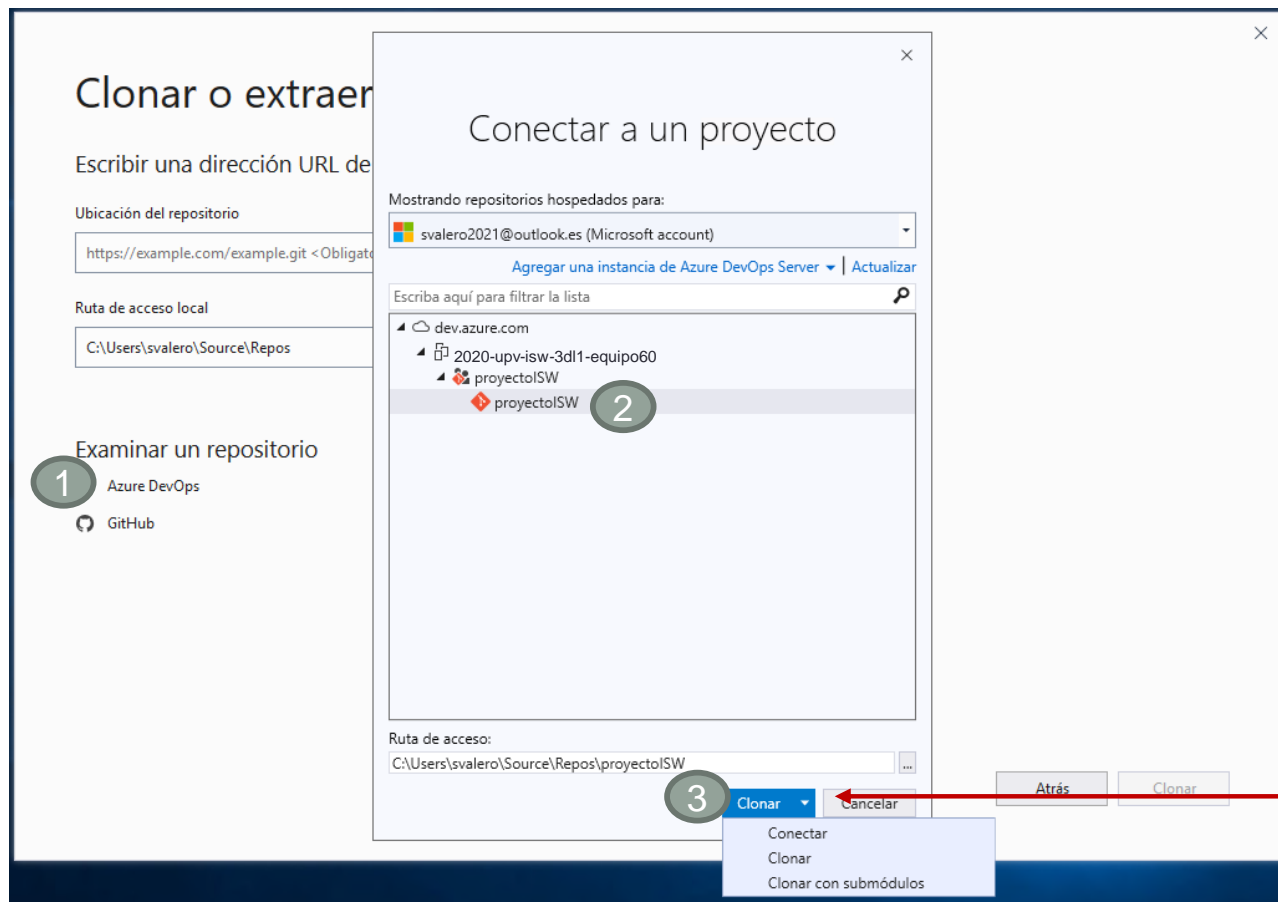 Clonar o extraer
Escribir una dirección URL de
Ubicación del repositorio
https://example.com/example.git <Obligato
Ruta de acceso local
C:\Users\svalero\Source\Repos
Examinar un repositorio
1
Azure DevOps
GitHub
Conectar a un proyecto
Mostrando repositorios hospedados para:
svalero2021@outlook.es (Microsoft account)
Agregar una instancia de Azure DevOps Server | Actualizar
Escriba aquí para filtrar la lista
dev.azure.com
2020-upv-isw-3dl1-equipo60
proyectoISW
proyectoISW 2
Ruta de acceso:
C:\Users\svalero\Source\Repos\proyectoISW ...
3 Clonar Cancelar
Conectar
Clonar
Clonar con submódulos
Atrás Clonar